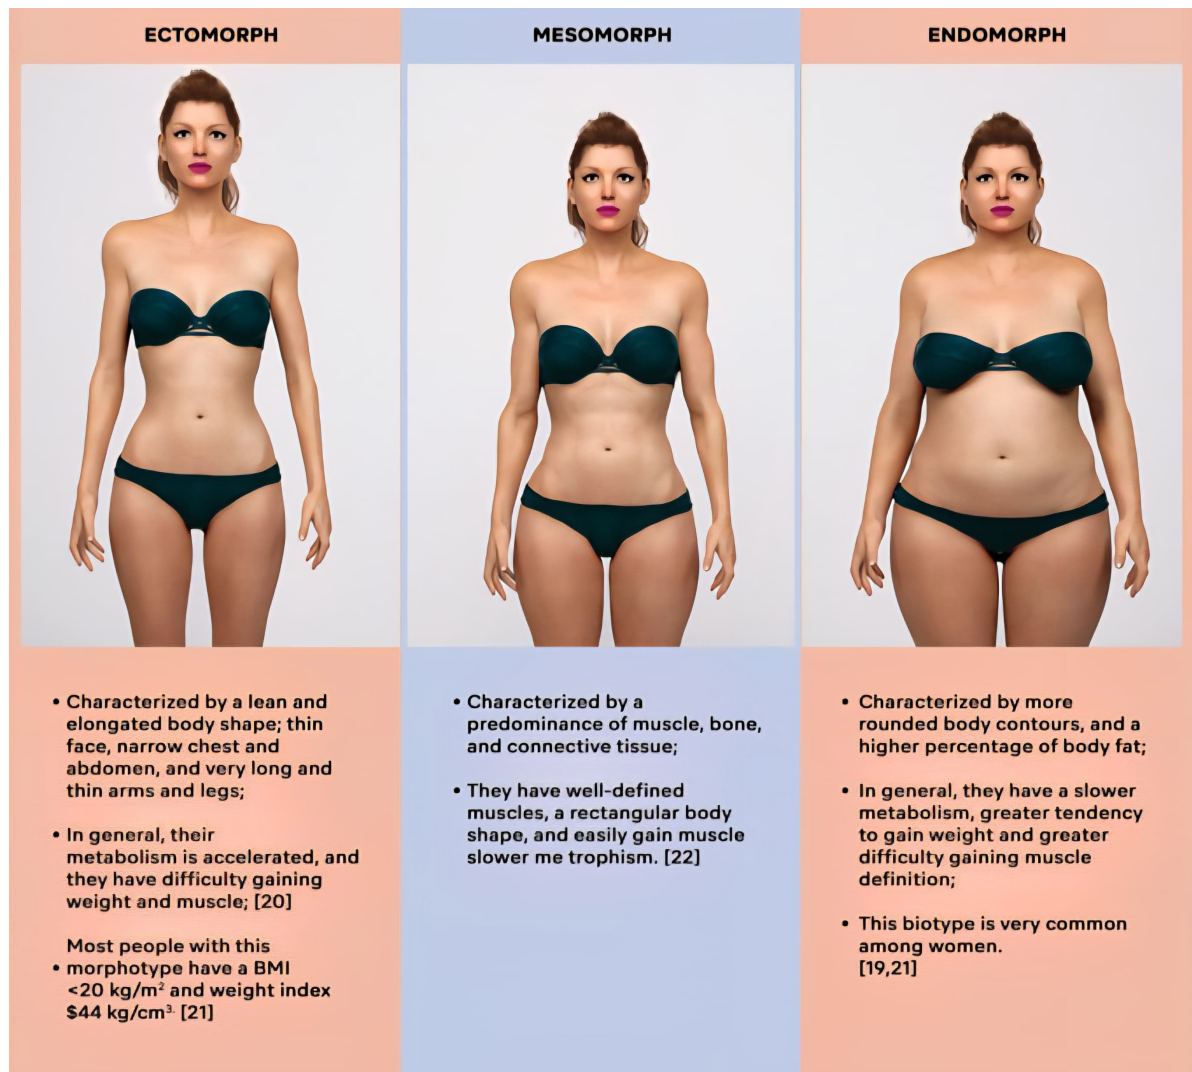 ECTOMORPH
MESOMORPH
ENDOMORPH
• Characterized by a lean and
elongated body shape; thin
face, narrow chest and
abdomen, and very long and
thin arms and legs;
• In general, their
metabolism is accelerated, and
they have difficulty gaining
weight and muscle; [20]
Most people with this
• morphotype have a BMI
<20 kg/m² and weight index
$44 kg/cm³. [21]
• Characterized by a
predominance of muscle, bone,
and connective tissue;
• They have well-defined
muscles, a rectangular body
shape, and easily gain muscle
slower me trophism. [22]
• Characterized by more
rounded body contours, and a
higher percentage of body fat;
• In general, they have a slower
metabolism, greater tendency
to gain weight and greater
difficulty gaining muscle
definition;
• This biotype is very common
among women.
[19,21]